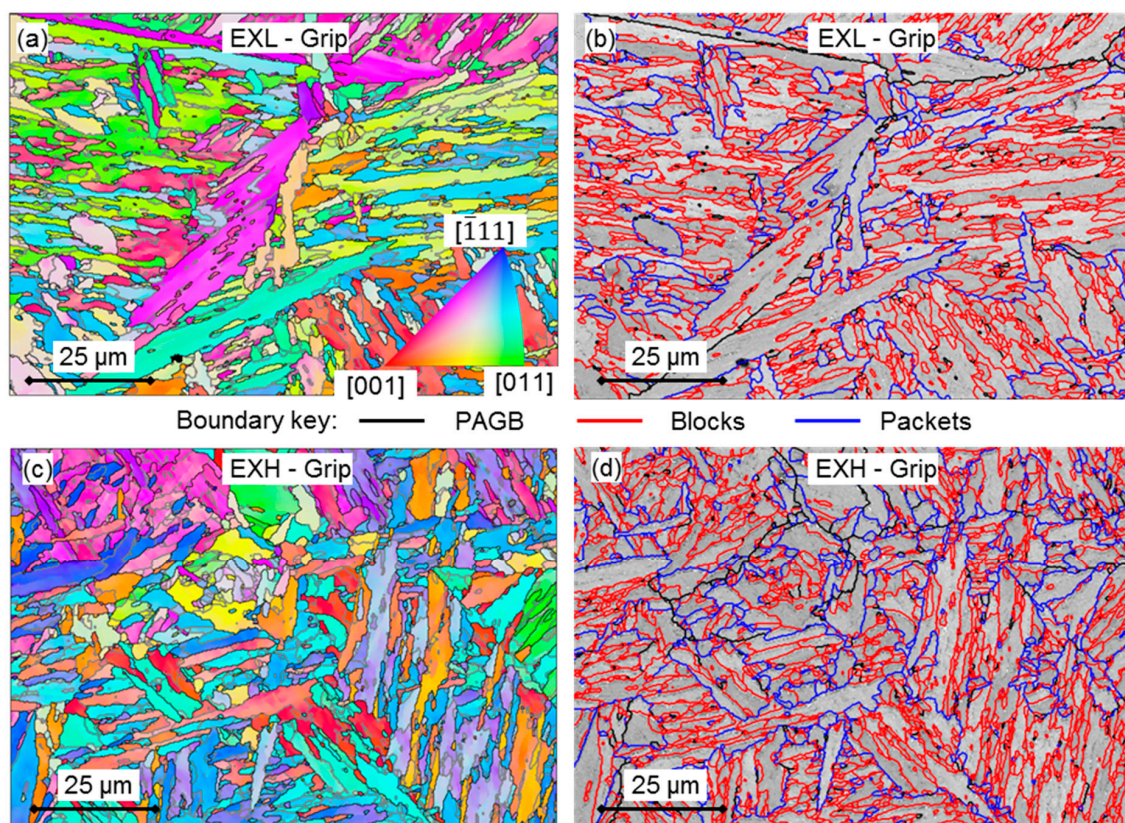 (a) EXL - Grip
(b) EXL - Grip
[1̄11]
25 µm
[001]
[011]
25 µm
Boundary key: PAGB Blocks Packets
(c) EXH - Grip
(d) EXH - Grip
25 µm
25 µm